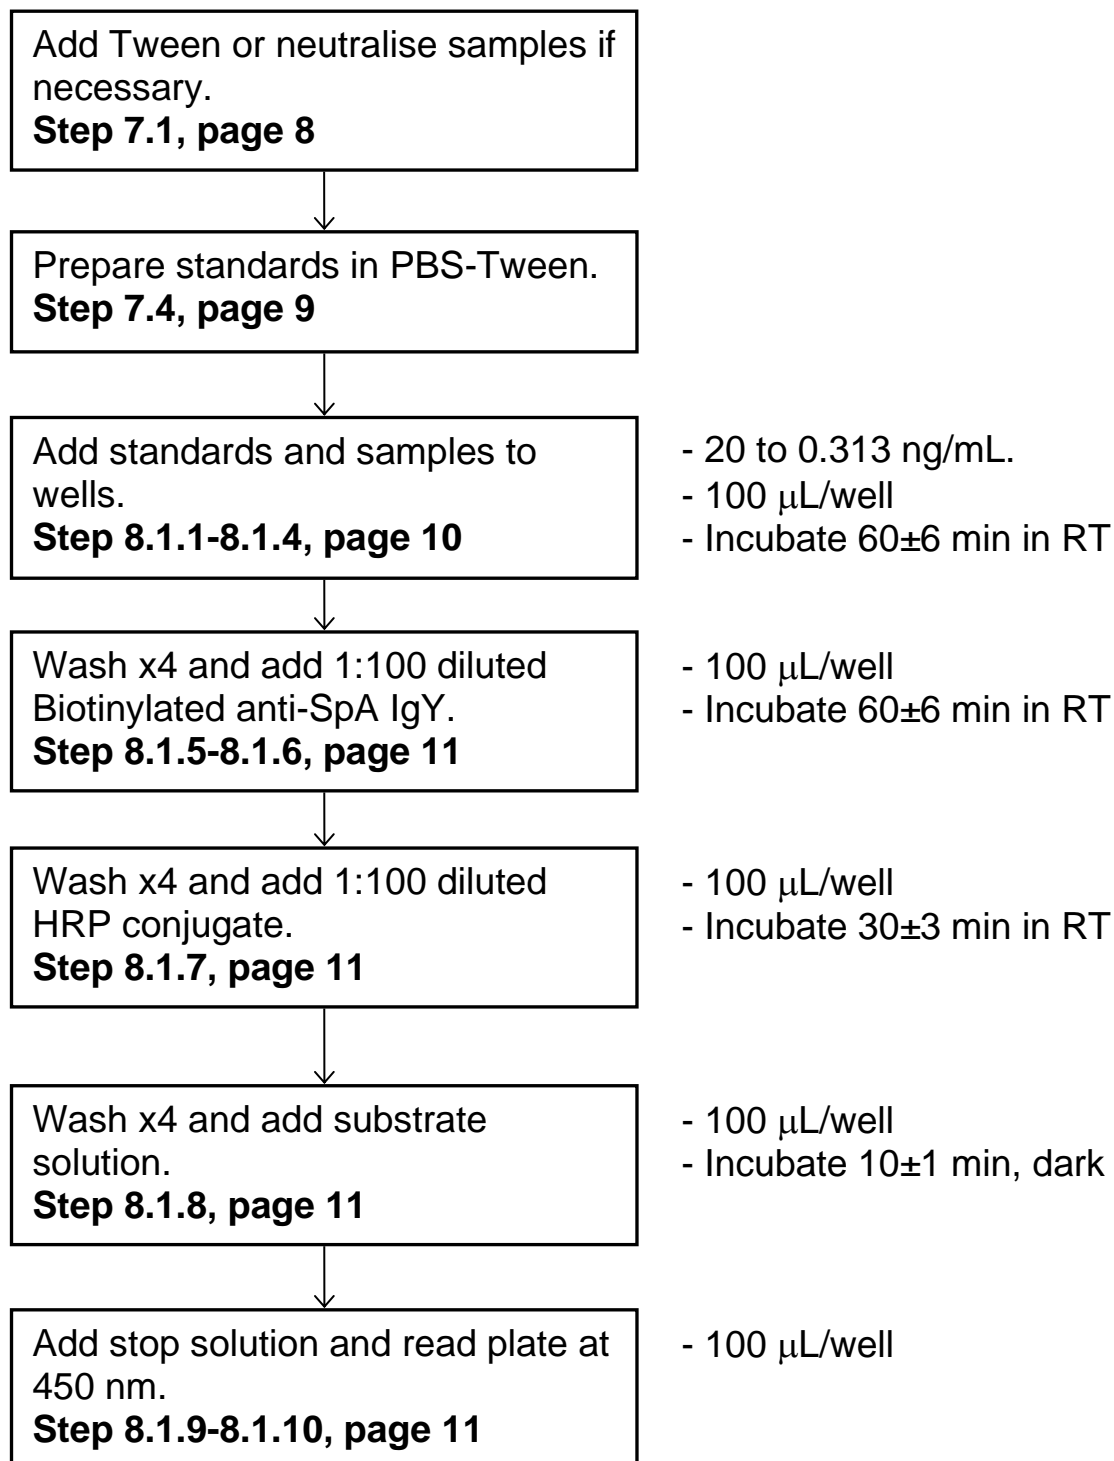 Add Tween or neutralise samples if
necessary.
Step 7.1, page 8
Prepare standards in PBS-Tween.
Step 7.4, page 9
Add standards and samples to
wells.
Step 8.1.1-8.1.4, page 10
- 20 to 0.313 ng/mL.
- 100 μL/well
- Incubate 60±6 min in RT
Wash x4 and add 1:100 diluted
Biotinylated anti-SpA IgY.
Step 8.1.5-8.1.6, page 11
- 100 μL/well
- Incubate 60±6 min in RT
Wash x4 and add 1:100 diluted
HRP conjugate.
Step 8.1.7, page 11
- 100 μL/well
- Incubate 30±3 min in RT
Wash x4 and add substrate
solution.
Step 8.1.8, page 11
- 100 μL/well
- Incubate 10±1 min, dark
Add stop solution and read plate at
450 nm.
Step 8.1.9-8.1.10, page 11
- 100 μL/well